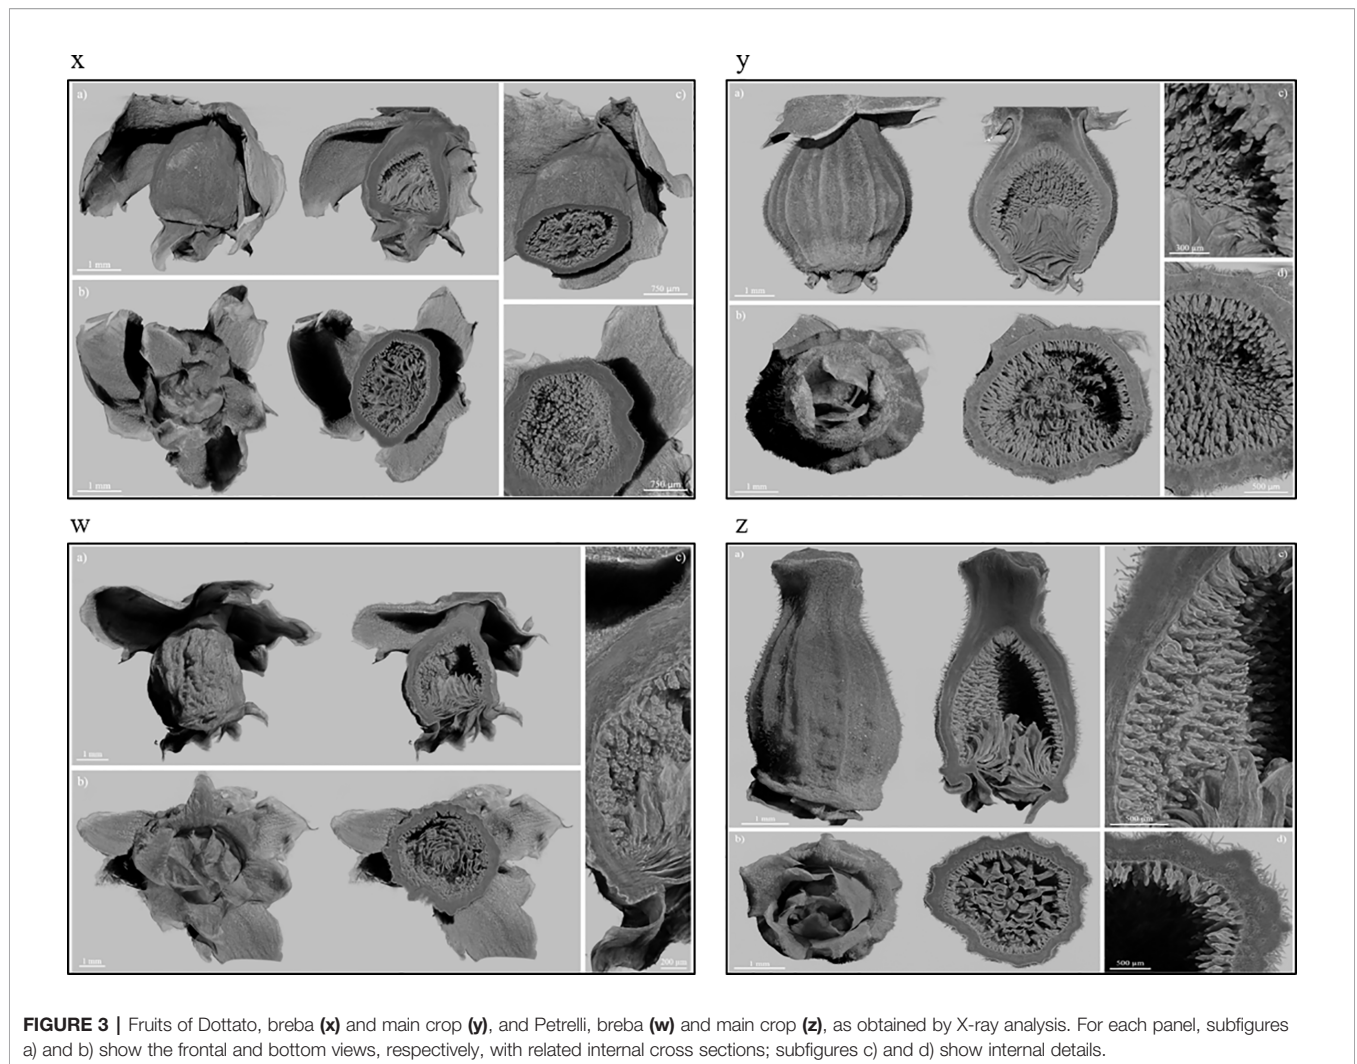 x
a)
1 mm
b)
1 mm
c)
750 µm
750 µm
y
a)
1 mm
b)
1 mm
c)
300 µm
d)
500 µm
w
a)
1 mm
b)
1 mm
c)
200 µm
z
a)
1 mm
b)
1 mm
c)
500 µm
d)
500 µm
FIGURE 3 | Fruits of Dottato, breba (x) and main crop (y), and Petrelli, breba (w) and main crop (z), as obtained by X-ray analysis. For each panel, subfigures
a) and b) show the frontal and bottom views, respectively, with related internal cross sections; subfigures c) and d) show internal details.